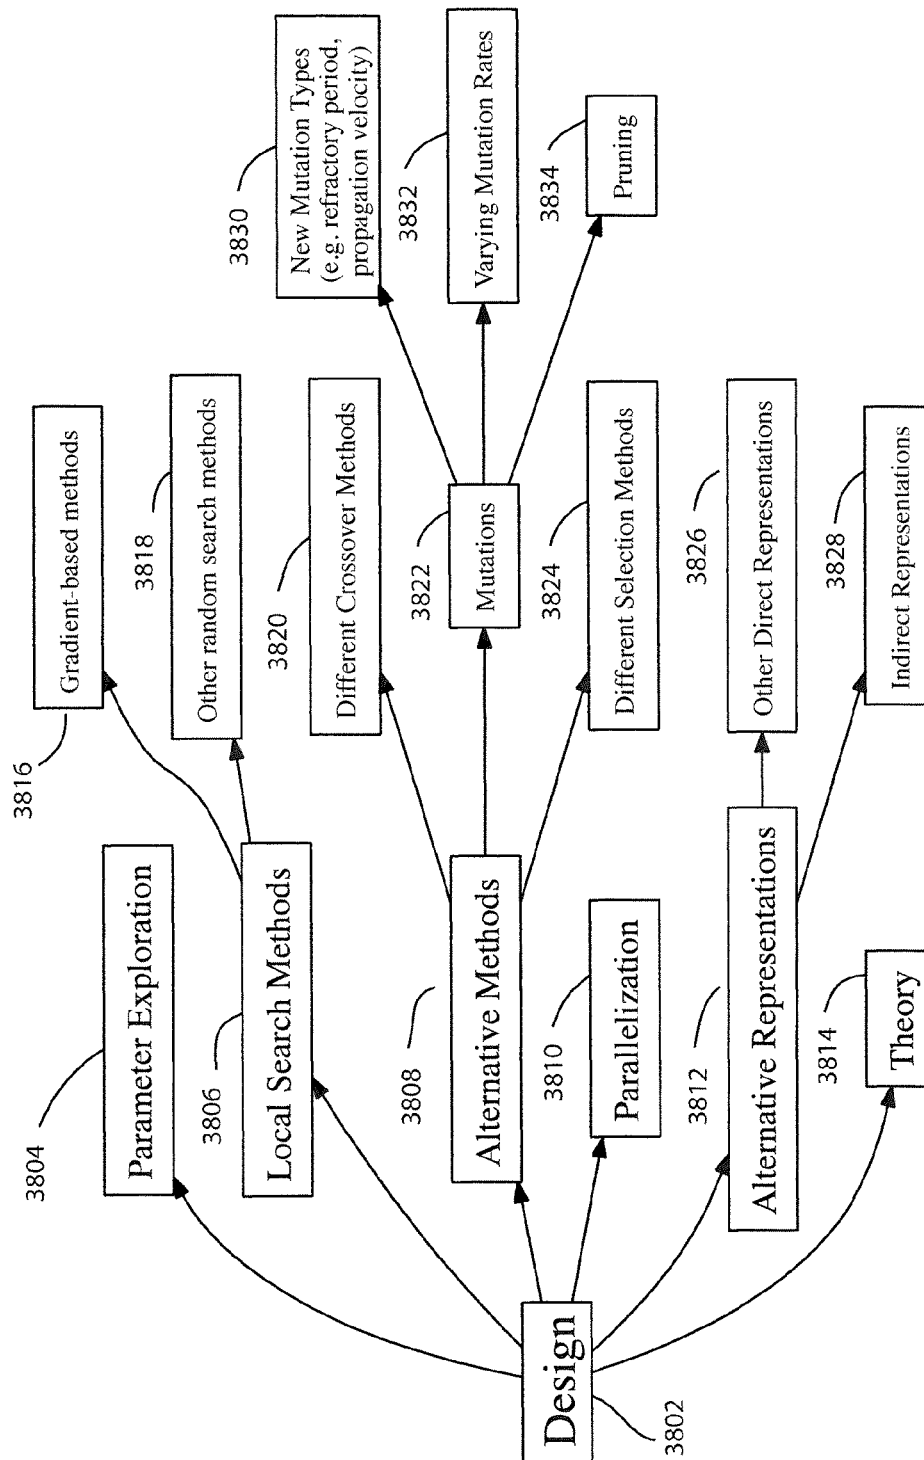 Design
3802
Parameter Exploration
3804
Local Search Methods
3806
Alternative Methods
3808
Parallelization
3810
Alternative Representations
3812
Theory
3814
Gradient-based methods
3816
Other random search methods
3818
Different Crossover Methods
3820
Mutations
3822
Different Selection Methods
3824
Other Direct Representations
3826
Indirect Representations
3828
New Mutation Types
(e.g. refractory period,
propagation velocity)
3830
Varying Mutation Rates
3832
Pruning
3834